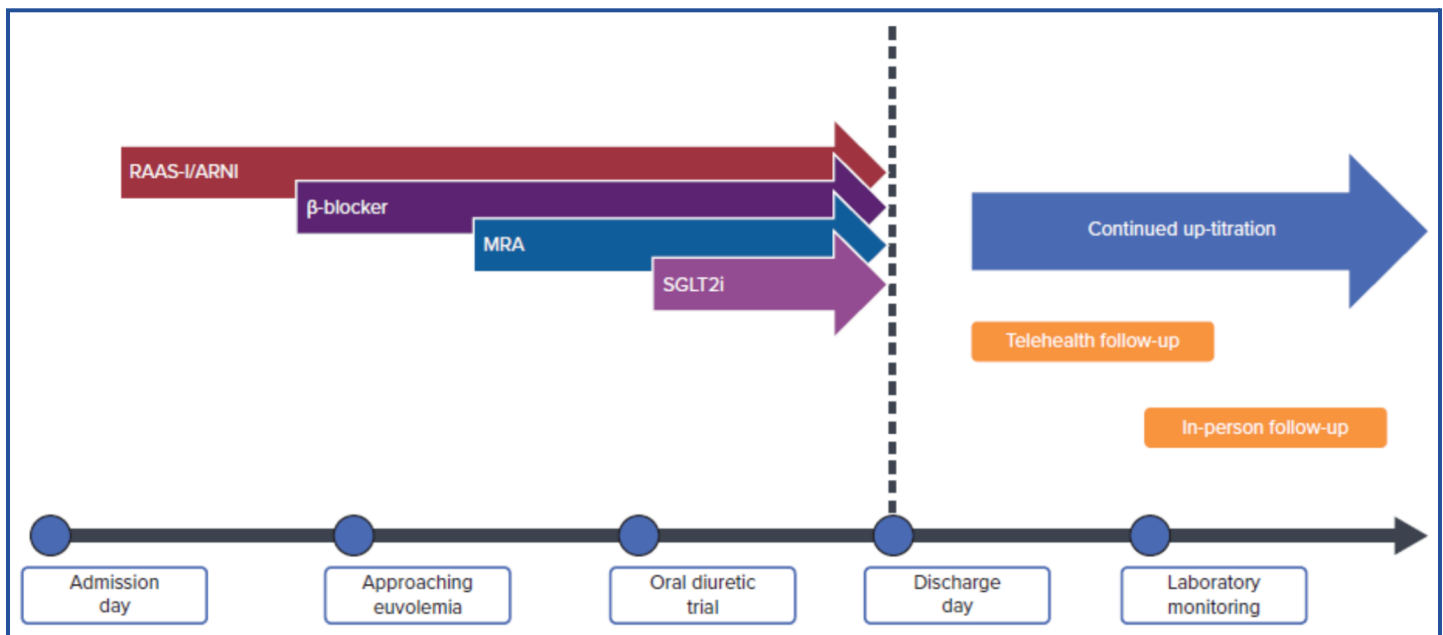 RAAS-I/ARNI
β-blocker
MRA
SGLT2i
Continued up-titration
Telehealth follow-up
In-person follow-up
Admission
day
Approaching
euvolemia
Oral diuretic
trial
Discharge
day
Laboratory
monitoring